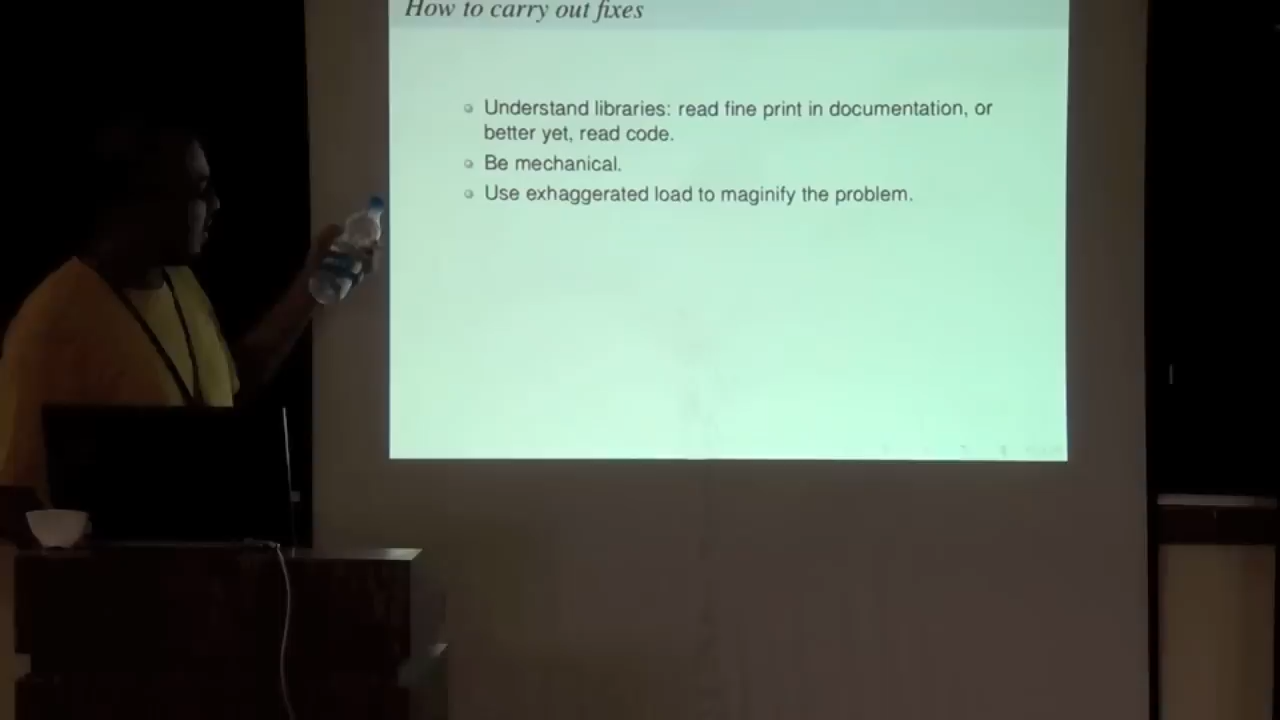 How to carry out fixes
Understand libraries: read fine print in documentation, or
better yet, read code.
Be mechanical.
Use exhaggerated load to maginify the problem.